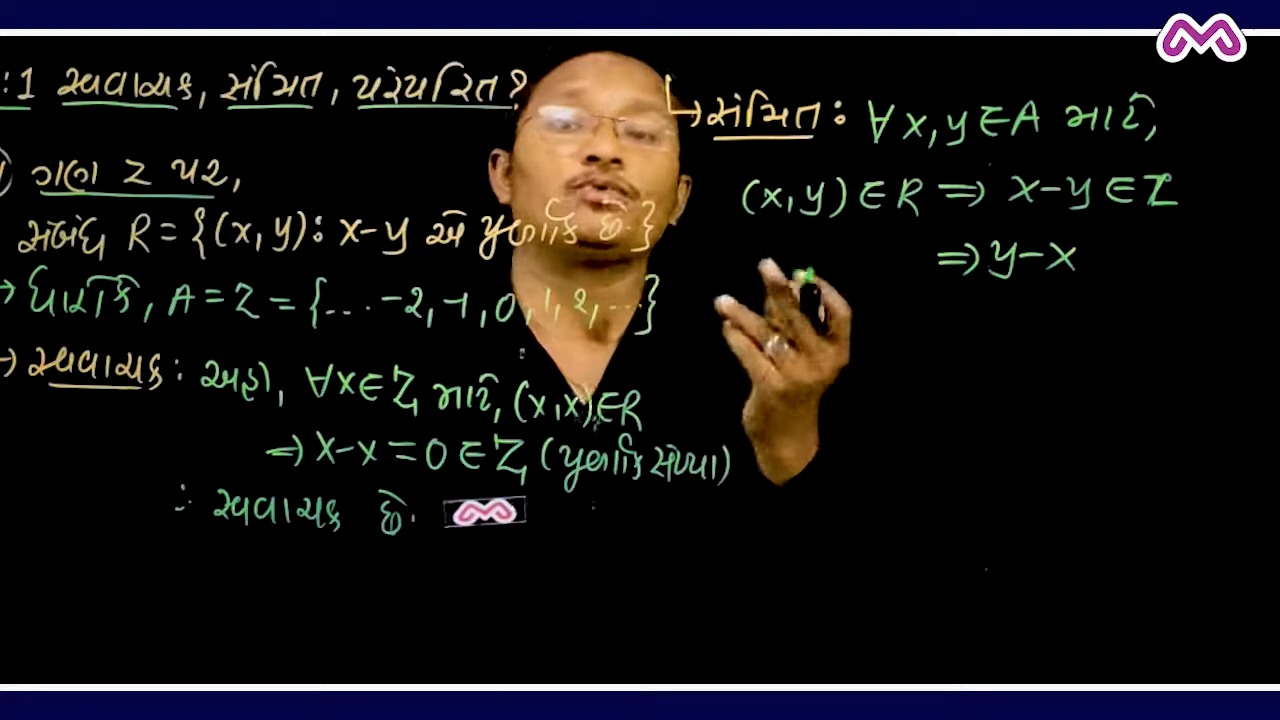 :1 સ્વવાચક, સંમિત, પરંપરિત ?
ગણ Z પર,
સંબંધ R = {(x, y) : x-y એ પૂર્ણાંક છે.}
→ ધારોકે, A = Z = {... -2, -1, 0, 1, 2, ...}
→ સ્વવાચક : અહીં, ∀x∈Z માટે, (x, x)∈R
⇒ x-x = 0 ∈ Z (પૂર્ણાંક સંખ્યા)
∴ સ્વવાચક છે.
→ સંમિત : ∀x, y∈A માટે,
(x, y)∈R ⇒ x-y∈Z
⇒ y-x